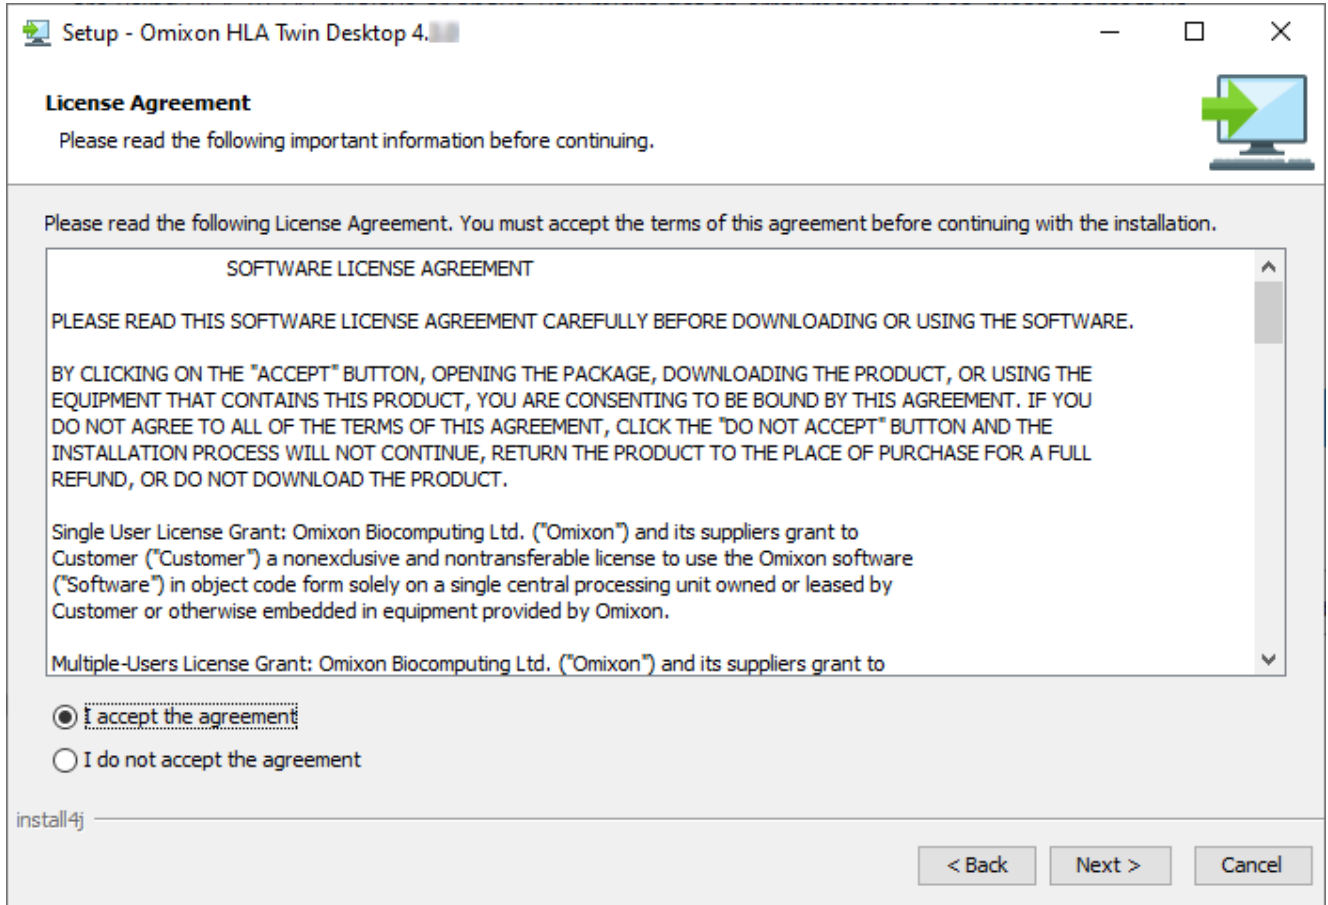 Setup - Omixon HLA Twin Desktop 4.
License Agreement
Please read the following important information before continuing.
Please read the following License Agreement. You must accept the terms of this agreement before continuing with the installation.
SOFTWARE LICENSE AGREEMENT
PLEASE READ THIS SOFTWARE LICENSE AGREEMENT CAREFULLY BEFORE DOWNLOADING OR USING THE SOFTWARE.
BY CLICKING ON THE "ACCEPT" BUTTON, OPENING THE PACKAGE, DOWNLOADING THE PRODUCT, OR USING THE
EQUIPMENT THAT CONTAINS THIS PRODUCT, YOU ARE CONSENTING TO BE BOUND BY THIS AGREEMENT. IF YOU
DO NOT AGREE TO ALL OF THE TERMS OF THIS AGREEMENT, CLICK THE "DO NOT ACCEPT" BUTTON AND THE
INSTALLATION PROCESS WILL NOT CONTINUE, RETURN THE PRODUCT TO THE PLACE OF PURCHASE FOR A FULL
REFUND, OR DO NOT DOWNLOAD THE PRODUCT.
Single User License Grant: Omixon Biocomputing Ltd. ("Omixon") and its suppliers grant to
Customer ("Customer") a nonexclusive and nontransferable license to use the Omixon software
("Software") in object code form solely on a single central processing unit owned or leased by
Customer or otherwise embedded in equipment provided by Omixon.
Multiple-Users License Grant: Omixon Biocomputing Ltd. ("Omixon") and its suppliers grant to
I accept the agreement
I do not accept the agreement
install4j
< Back
Next >
Cancel